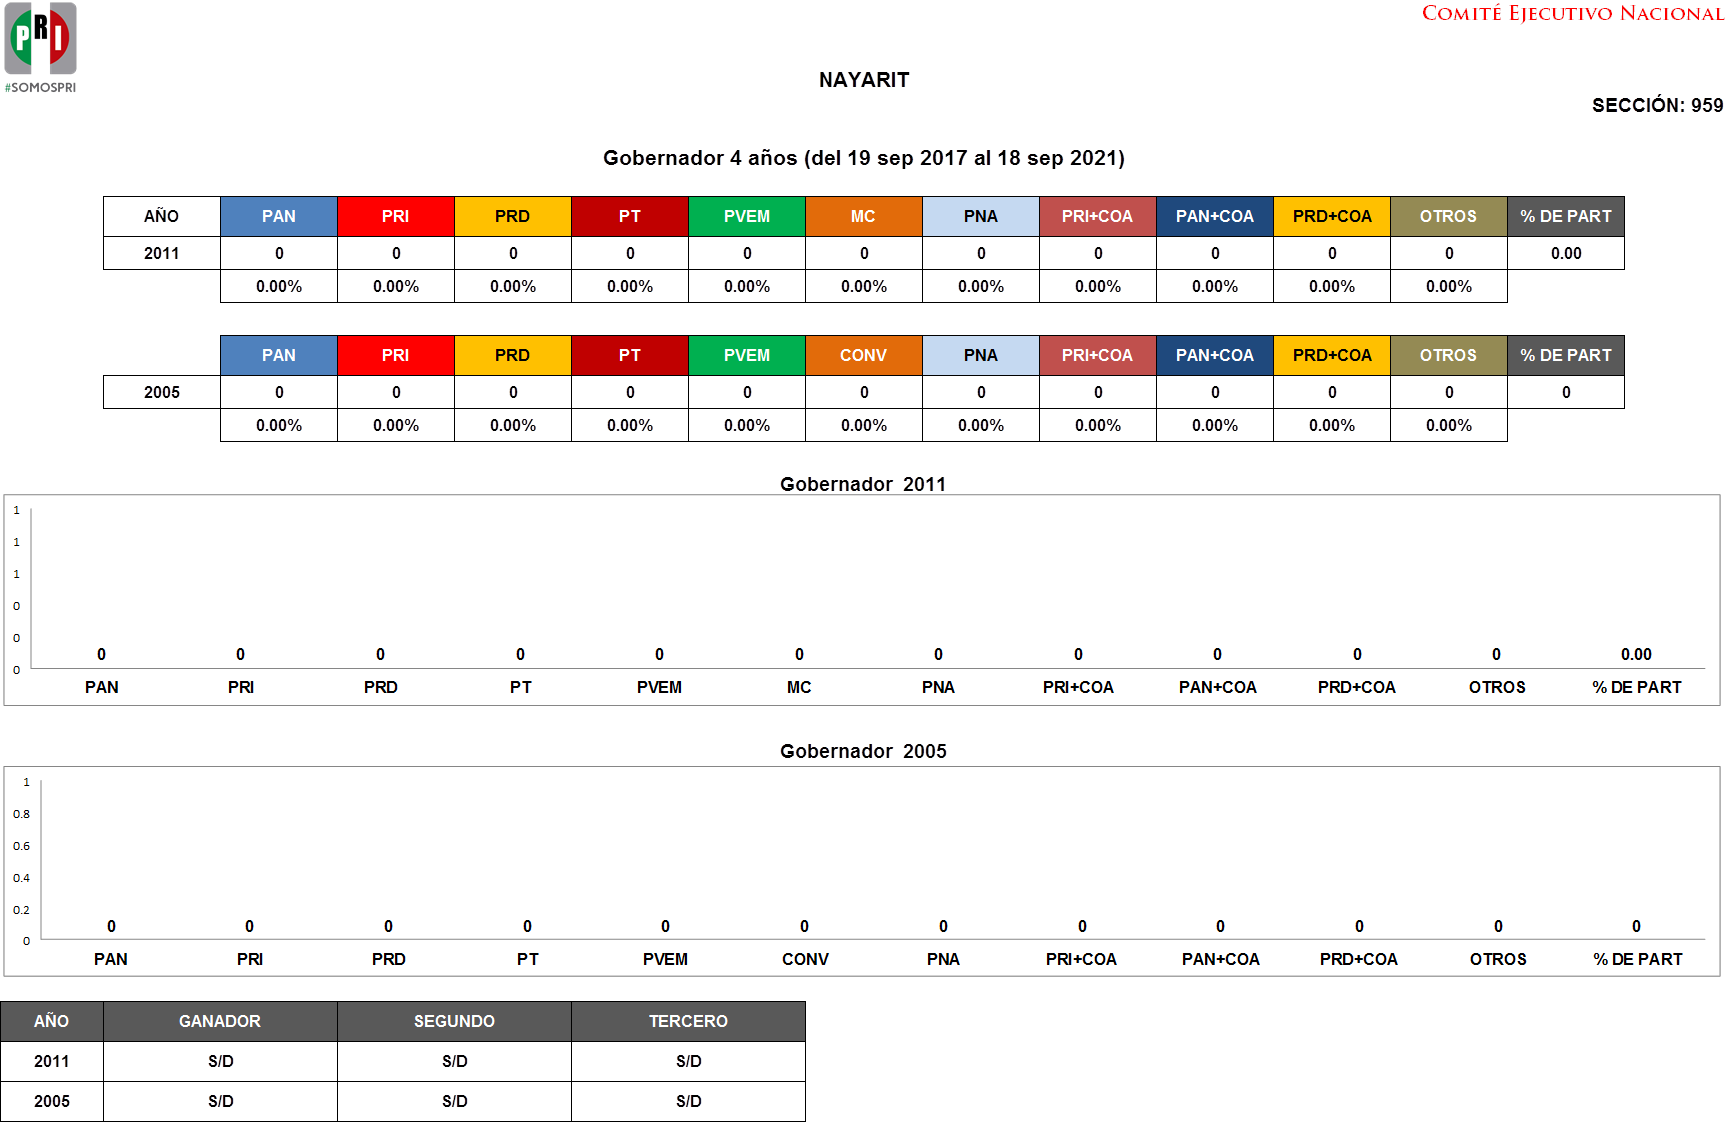 PRI
#SOMOSPRI
COMITÉ EJECUTIVO NACIONAL
NAYARIT
SECCIÓN: 959
Gobernador 4 años (del 19 sep 2017 al 18 sep 2021)
AÑO PAN PRI PRD PT PVEM MC PNA PRI+COA PAN+COA PRD+COA OTROS % DE PART
2011 0 0 0 0 0 0 0 0 0 0 0 0.00
0.00% 0.00% 0.00% 0.00% 0.00% 0.00% 0.00% 0.00% 0.00% 0.00% 0.00%
PAN PRI PRD PT PVEM CONV PNA PRI+COA PAN+COA PRD+COA OTROS % DE PART
2005 0 0 0 0 0 0 0 0 0 0 0 0
0.00% 0.00% 0.00% 0.00% 0.00% 0.00% 0.00% 0.00% 0.00% 0.00% 0.00%
Gobernador 2011
1
1
1
0
0
0
0 0 0 0 0 0 0 0 0 0 0 0.00
PAN PRI PRD PT PVEM MC PNA PRI+COA PAN+COA PRD+COA OTROS % DE PART
Gobernador 2005
1
0.8
0.6
0.4
0.2
0
0 0 0 0 0 0 0 0 0 0 0 0
PAN PRI PRD PT PVEM CONV PNA PRI+COA PAN+COA PRD+COA OTROS % DE PART
AÑO GANADOR SEGUNDO TERCERO
2011 S/D S/D S/D
2005 S/D S/D S/D